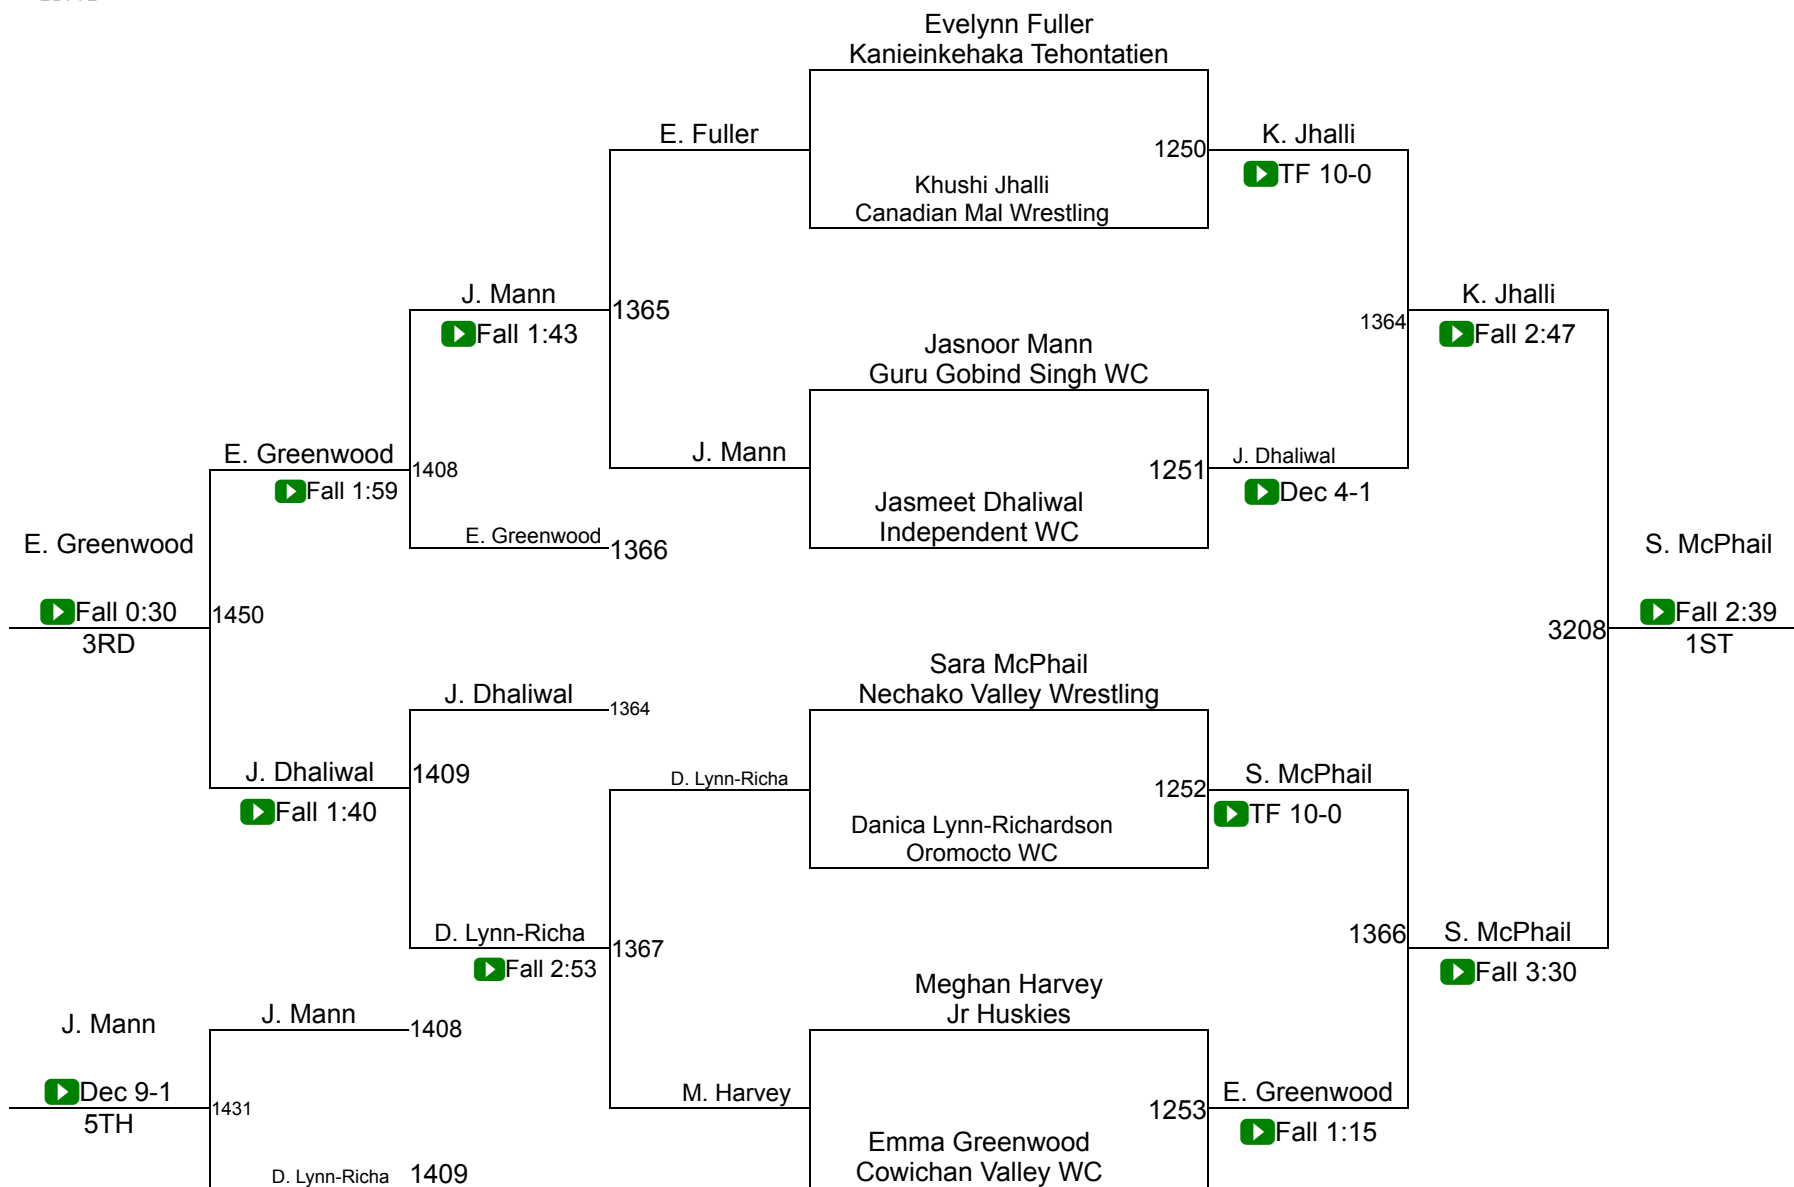 Evelynn Fuller
Kanieinkehaka Tehontatien
E. Fuller
1250
K. Jhalli
TF 10-0
Khushi Jhalli
Canadian Mal Wrestling
J. Mann
Fall 1:43
1365
1364
K. Jhalli
Fall 2:47
Jasnoor Mann
Guru Gobind Singh WC
E. Greenwood
Fall 1:59
1408
J. Mann
1251
J. Dhaliwal
Dec 4-1
Jasmeet Dhaliwal
Independent WC
E. Greenwood
1366
E. Greenwood
Fall 0:30
3RD
1450
S. McPhail
3208
Fall 2:39
1ST
Sara McPhail
Nechako Valley Wrestling
J. Dhaliwal
1364
J. Dhaliwal
Fall 1:40
1409
D. Lynn-Richa
1252
S. McPhail
TF 10-0
Danica Lynn-Richardson
Oromocto WC
D. Lynn-Richa
Fall 2:53
1367
1366
S. McPhail
Fall 3:30
Meghan Harvey
Jr Huskies
J. Mann
Dec 9-1
5TH
J. Mann
1408
1431
M. Harvey
1253
E. Greenwood
Fall 1:15
Emma Greenwood
Cowichan Valley WC
D. Lynn-Richa
1409